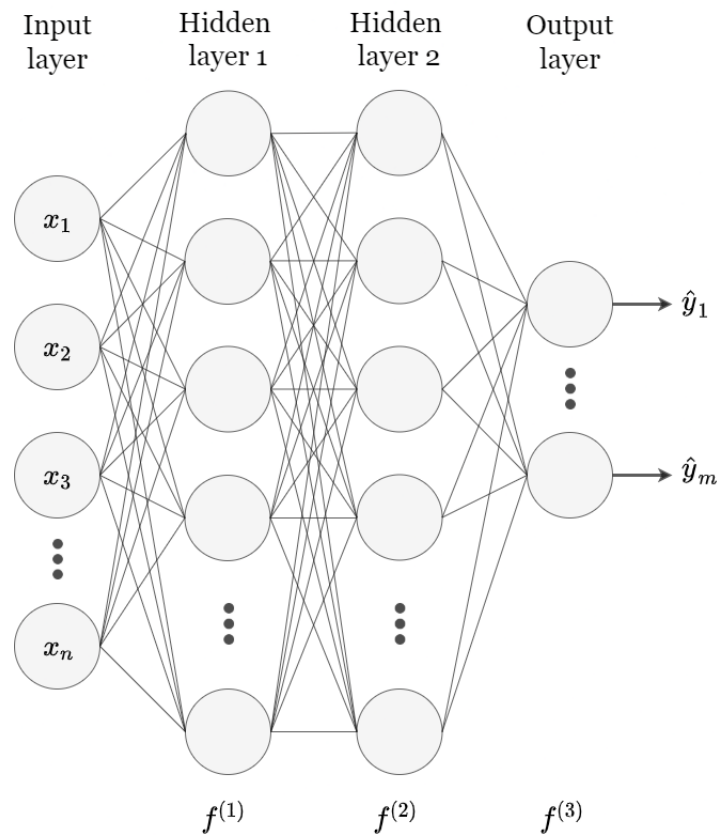 Input
layer
Hidden
layer 1
Hidden
layer 2
Output
layer
x₁
x₂
x₃
xₙ
ŷ₁
ŷₘ
f⁽¹⁾
f⁽²⁾
f⁽³⁾